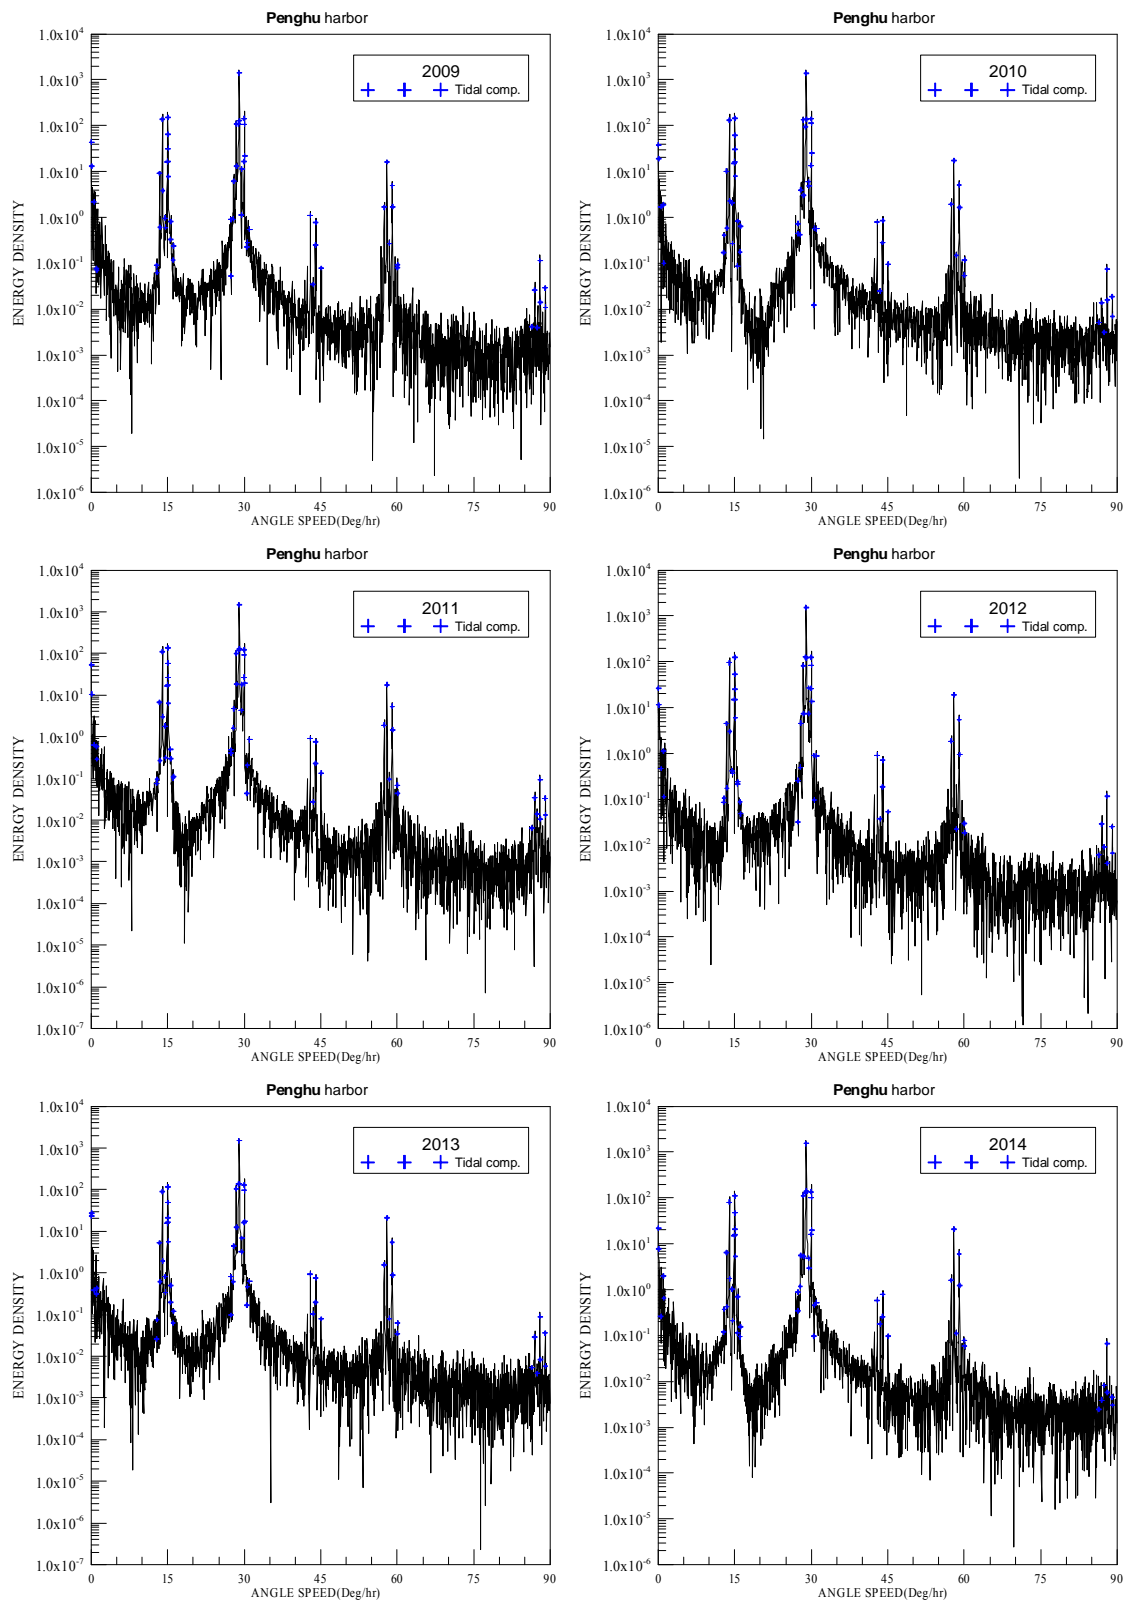 Penghu harbor
2009
Tidal comp.
ENERGY DENSITY
1.0x10^4
1.0x10^3
1.0x10^2
1.0x10^1
1.0x10^0
1.0x10^-1
1.0x10^-2
1.0x10^-3
1.0x10^-4
1.0x10^-5
1.0x10^-6
0 15 30 45 60 75 90
ANGLE SPEED(Deg/hr)
Penghu harbor
2010
Tidal comp.
ENERGY DENSITY
1.0x10^4
1.0x10^3
1.0x10^2
1.0x10^1
1.0x10^0
1.0x10^-1
1.0x10^-2
1.0x10^-3
1.0x10^-4
1.0x10^-5
1.0x10^-6
0 15 30 45 60 75 90
ANGLE SPEED(Deg/hr)
Penghu harbor
2011
Tidal comp.
ENERGY DENSITY
1.0x10^4
1.0x10^3
1.0x10^2
1.0x10^1
1.0x10^0
1.0x10^-1
1.0x10^-2
1.0x10^-3
1.0x10^-4
1.0x10^-5
1.0x10^-6
1.0x10^-7
0 15 30 45 60 75 90
ANGLE SPEED(Deg/hr)
Penghu harbor
2012
Tidal comp.
ENERGY DENSITY
1.0x10^4
1.0x10^3
1.0x10^2
1.0x10^1
1.0x10^0
1.0x10^-1
1.0x10^-2
1.0x10^-3
1.0x10^-4
1.0x10^-5
1.0x10^-6
0 15 30 45 60 75 90
ANGLE SPEED(Deg/hr)
Penghu harbor
2013
Tidal comp.
ENERGY DENSITY
1.0x10^4
1.0x10^3
1.0x10^2
1.0x10^1
1.0x10^0
1.0x10^-1
1.0x10^-2
1.0x10^-3
1.0x10^-4
1.0x10^-5
1.0x10^-6
1.0x10^-7
0 15 30 45 60 75 90
ANGLE SPEED(Deg/hr)
Penghu harbor
2014
Tidal comp.
ENERGY DENSITY
1.0x10^4
1.0x10^3
1.0x10^2
1.0x10^1
1.0x10^0
1.0x10^-1
1.0x10^-2
1.0x10^-3
1.0x10^-4
1.0x10^-5
1.0x10^-6
0 15 30 45 60 75 90
ANGLE SPEED(Deg/hr)